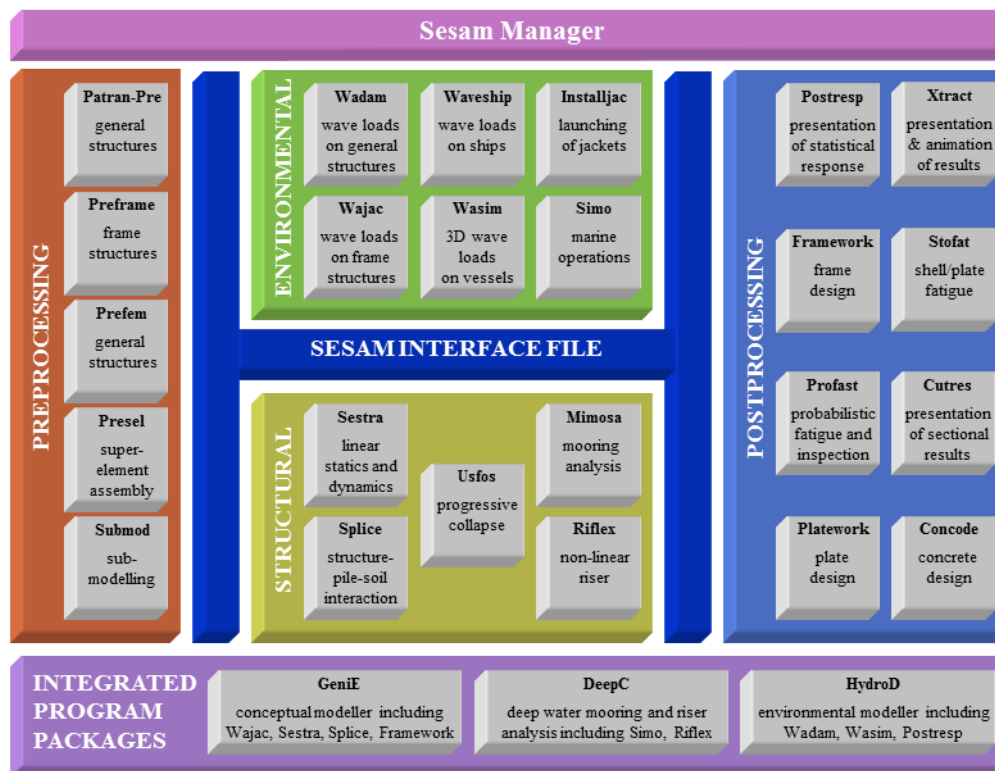 Sesam Manager
PREPROCESSING
Patran-Pre
general
structures
Preframe
frame
structures
Prefem
general
structures
Presel
super-
element
assembly
Submod
sub-
modelling
ENVIRONMENTAL
Wadam
wave loads
on general
structures
Waveship
wave loads
on ships
Installjac
launching
of jackets
Wajac
wave loads
on frame
structures
Wasim
3D wave
loads
on vessels
Simo
marine
operations
SESAM INTERFACE FILE
STRUCTURAL
Sestra
linear
statics and
dynamics
Splice
structure-
pile-soil
interaction
Usfos
progressive
collapse
Mimosa
mooring
analysis
Riflex
non-linear
riser
POSTPROCESSING
Postresp
presentation
of statistical
response
Xtract
presentation
& animation
of results
Framework
frame
design
Stofat
shell/plate
fatigue
Profast
probabilistic
fatigue and
inspection
Cutres
presentation
of sectional
results
Platework
plate
design
Concode
concrete
design
INTEGRATED
PROGRAM
PACKAGES
GeniE
conceptual modeller including
Wajac, Sestra, Splice, Framework
DeepC
deep water mooring and riser
analysis including Simo, Riflex
HydroD
environmental modeller including
Wadam, Wasim, Postresp